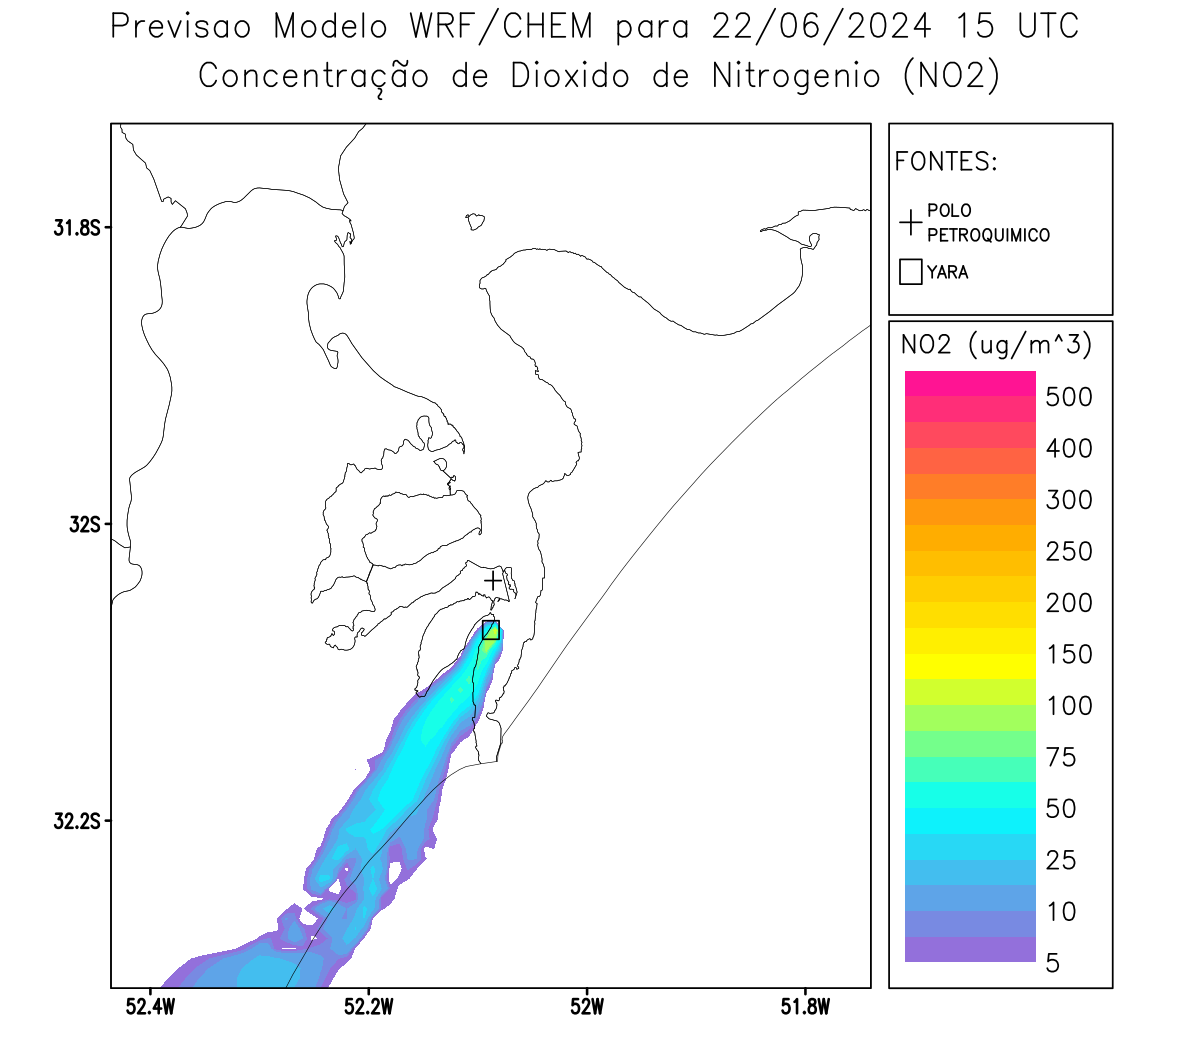 Previsao Modelo WRF/CHEM para 22/06/2024 15 UTC
Concentração de Dioxido de Nitrogenio (NO2)
FONTES:
POLO
PETROQUIMICO
YARA
NO2 (ug/m^3)
500
400
300
250
200
150
100
75
50
25
10
5
31.8S
32S
32.2S
52.4W
52.2W
52W
51.8W